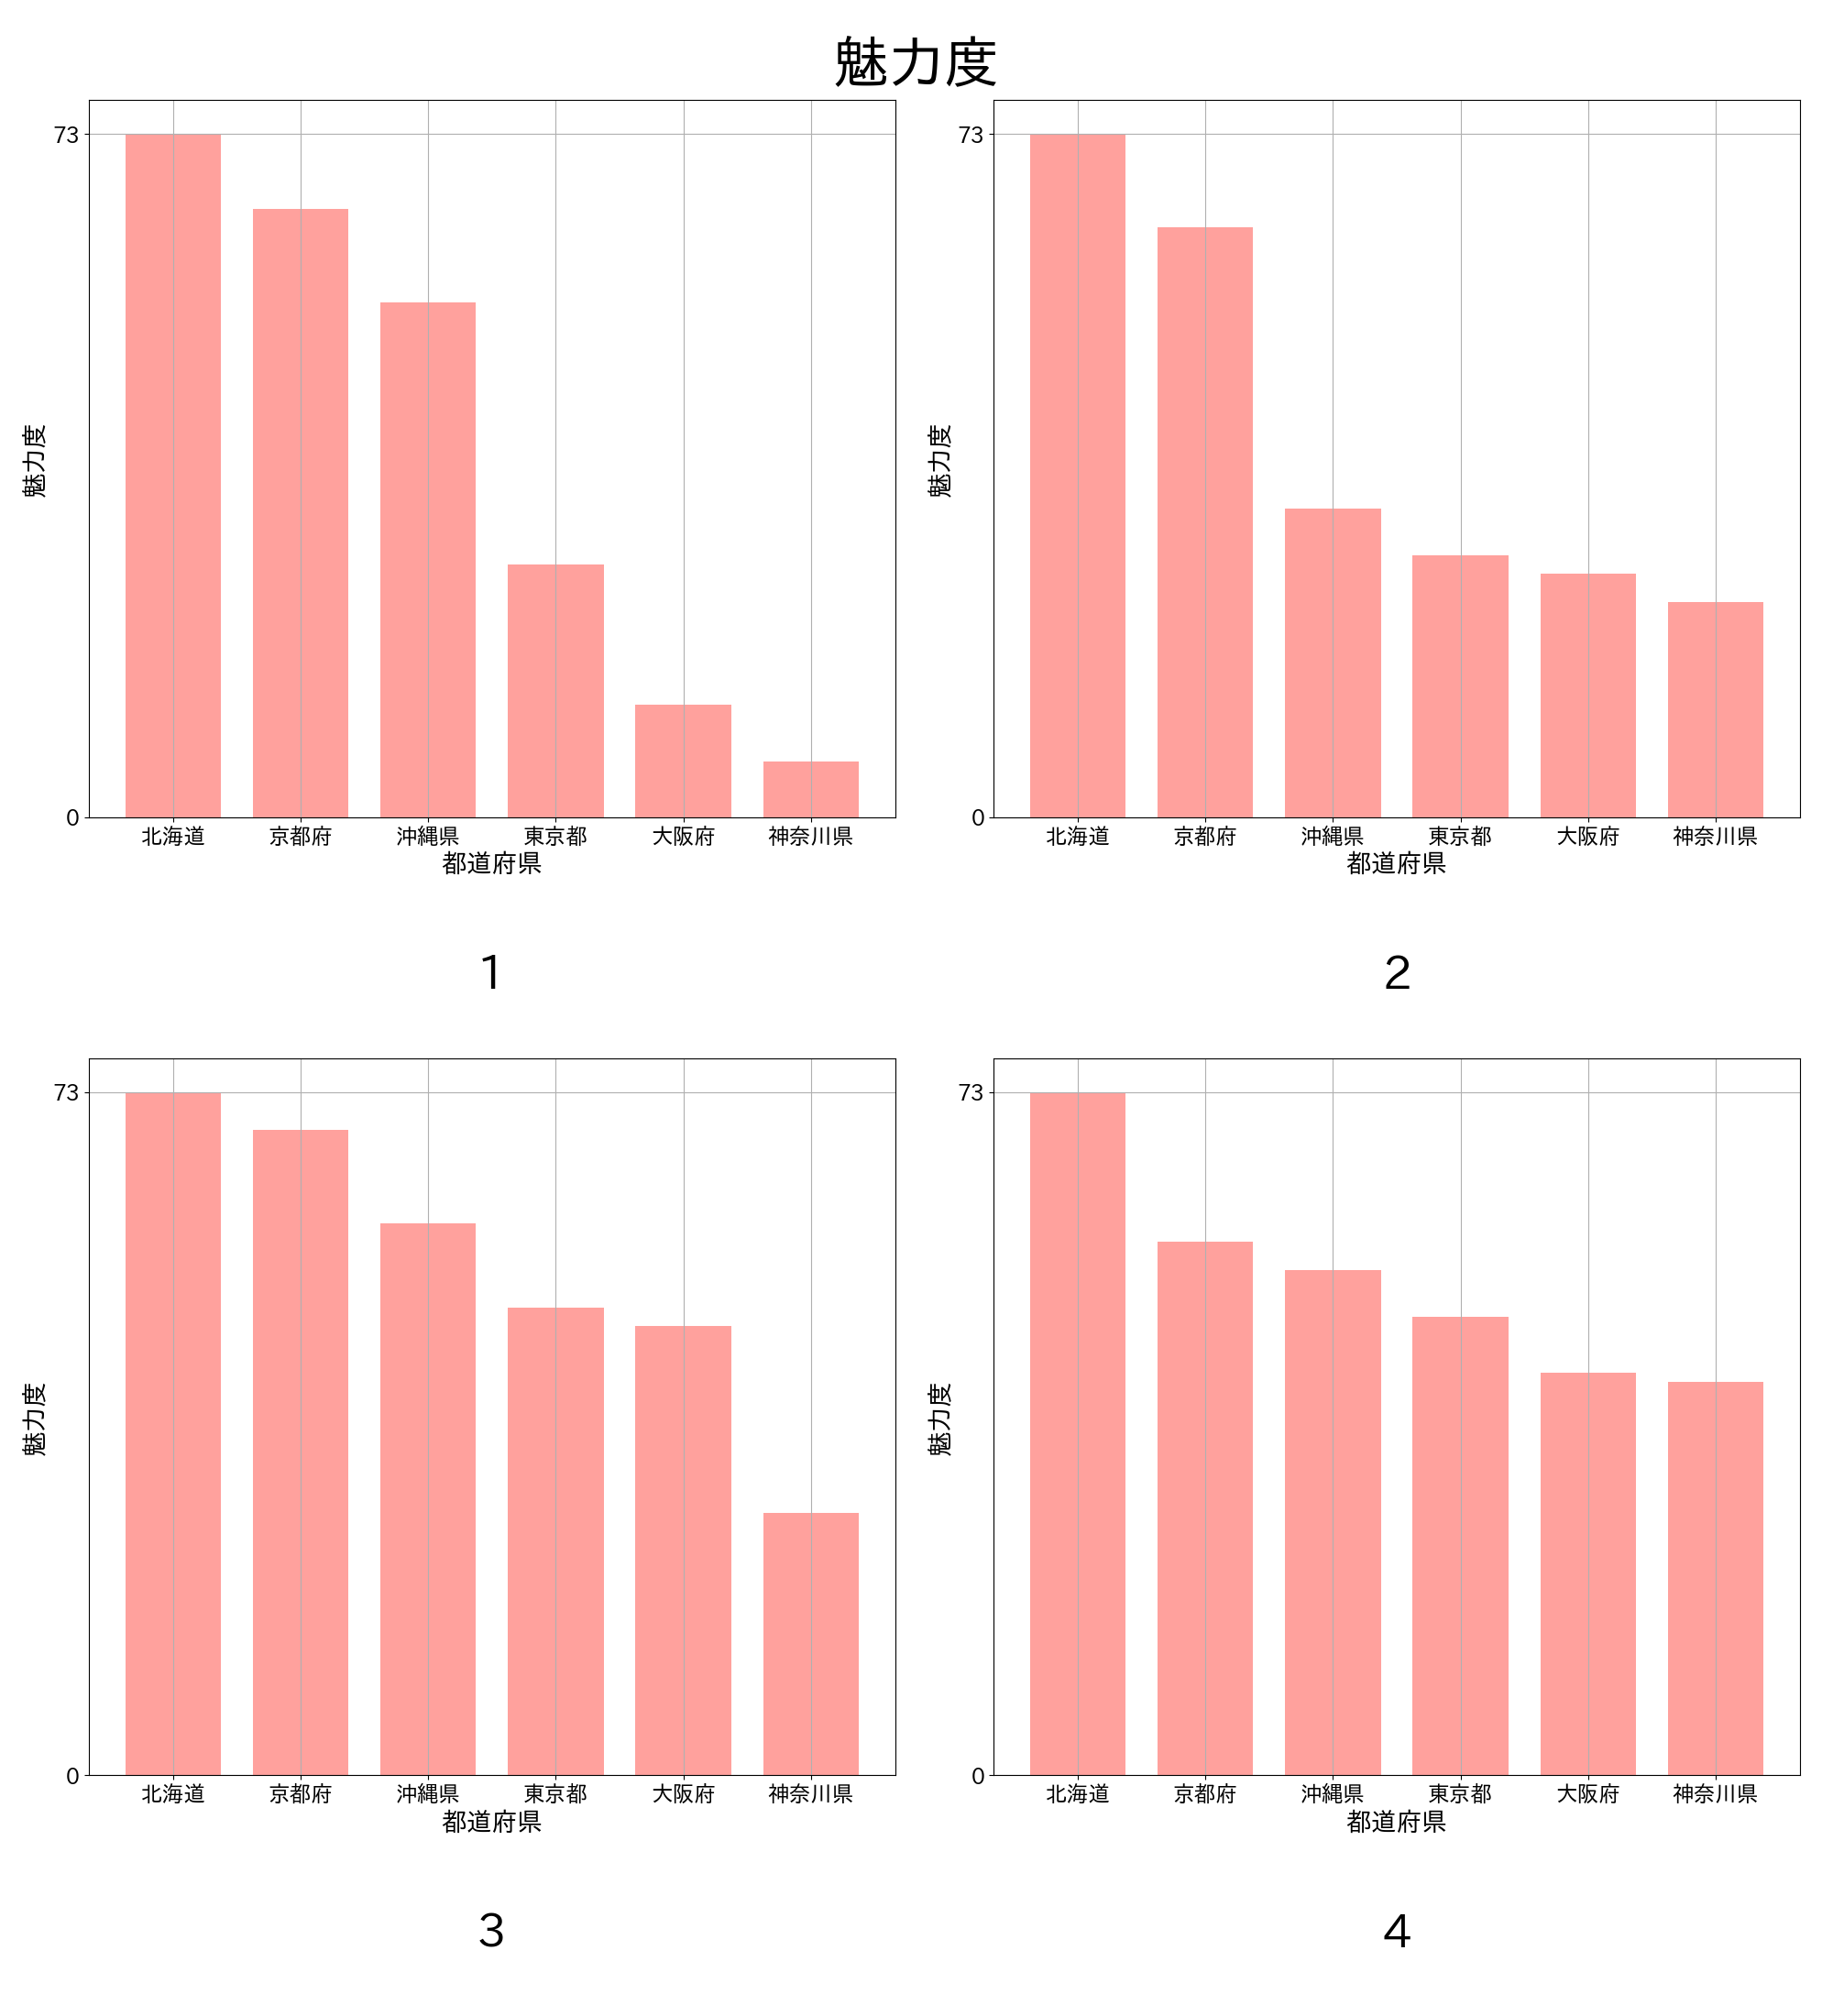 魅力度
73
0
魅力度
北海道 京都府 沖縄県 東京都 大阪府 神奈川県
都道府県
1
73
0
魅力度
北海道 京都府 沖縄県 東京都 大阪府 神奈川県
都道府県
2
73
0
魅力度
北海道 京都府 沖縄県 東京都 大阪府 神奈川県
都道府県
3
73
0
魅力度
北海道 京都府 沖縄県 東京都 大阪府 神奈川県
都道府県
4